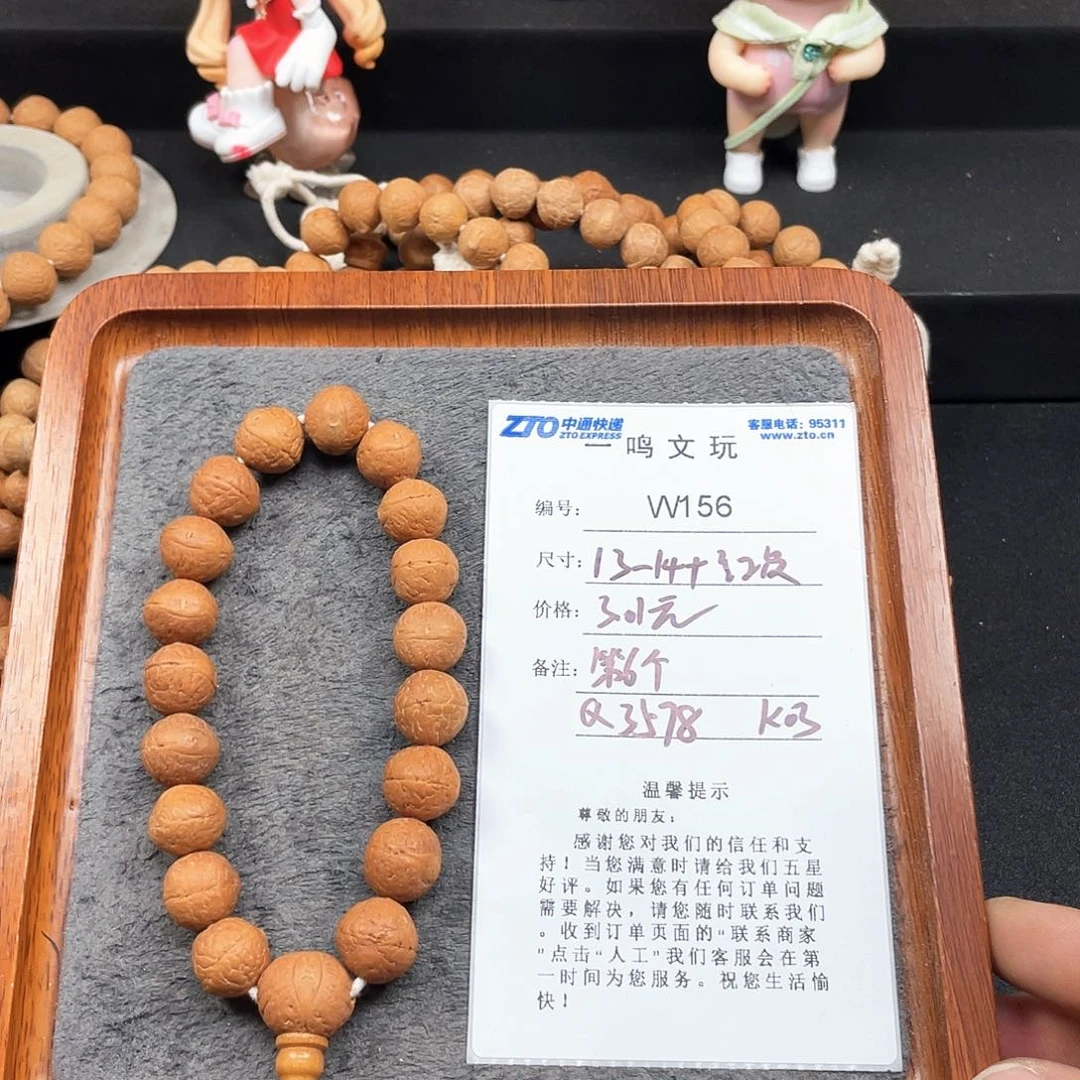 ZTO 中通快递
ZTO EXPRESS
客服电话：95311
www.zto.cn
一鸣文玩
编号： W156
尺寸： 13-14+红皮
价格： 301元
备注： 第6个
Q3578 K03
温馨提示
尊敬的朋友；
感谢您对我们的信任和支
持！当您满意时请给我们五星
好评。如果您有任何订单问题
需要解决，请您随时联系我们
。收到订单页面的“联系商家
”点击“人工”我们客服会在第
一时间为您服务。祝您生活愉
快！